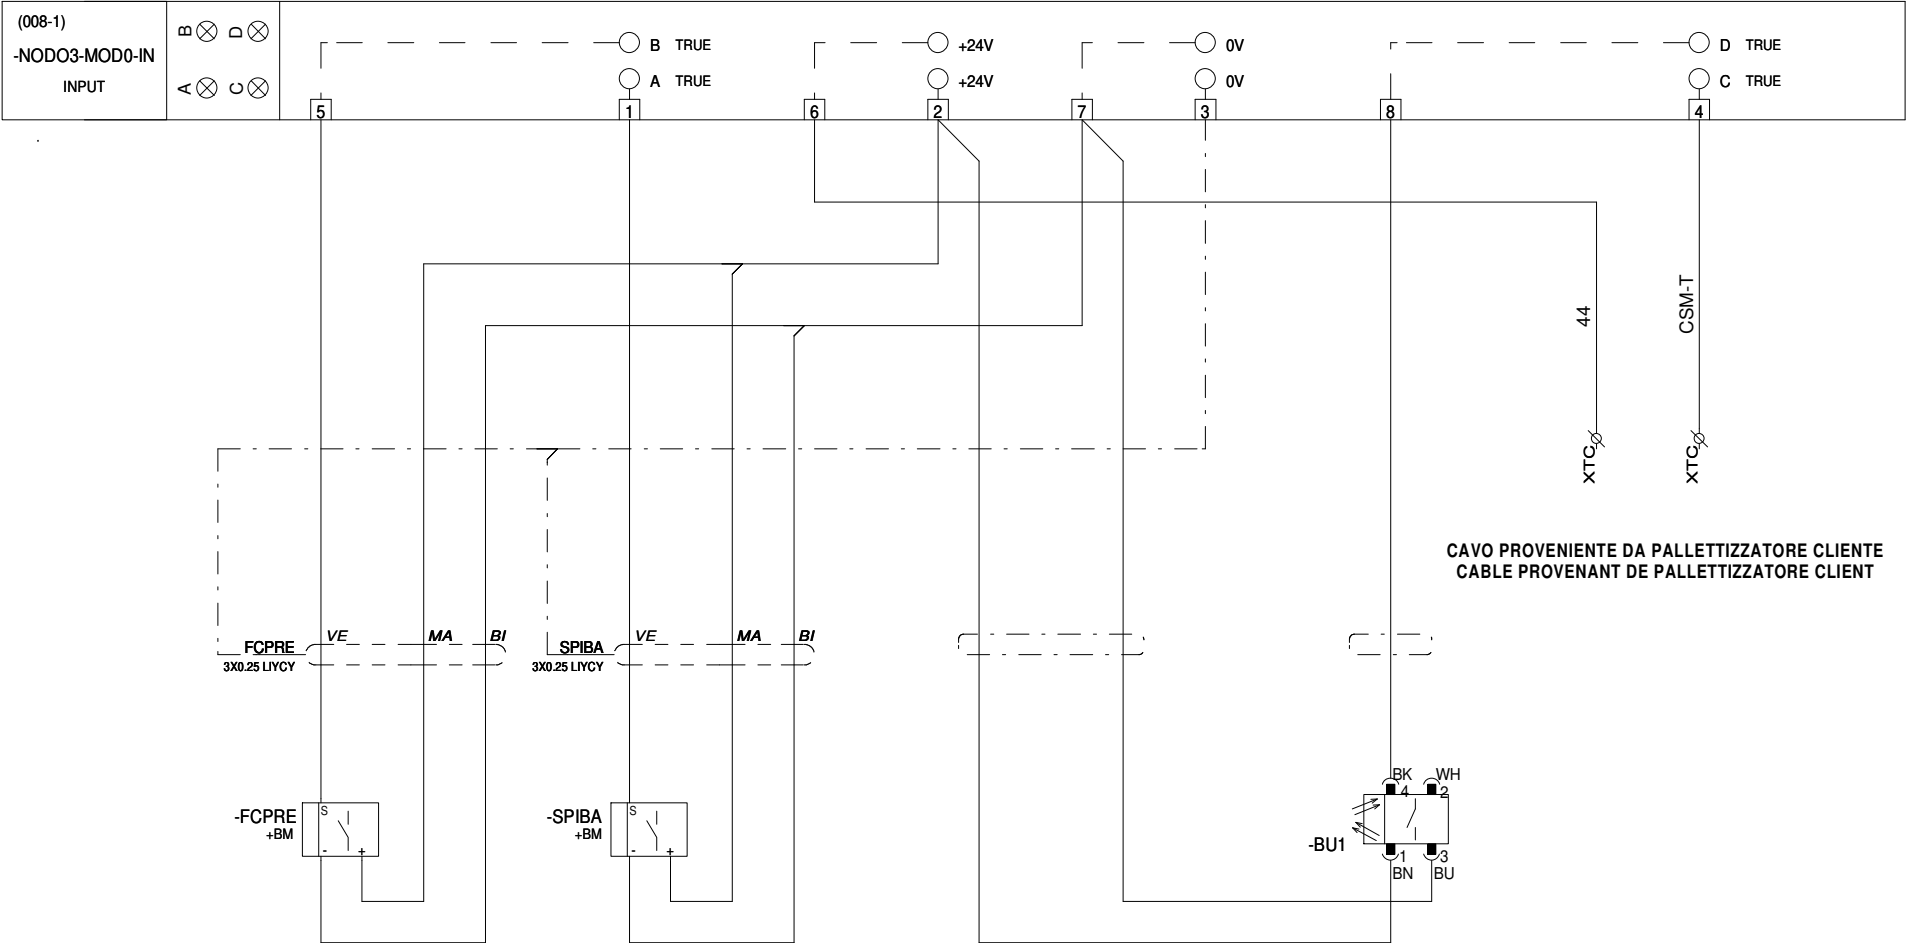 (008-1)
-NODO3-MOD0-IN
INPUT
B D
A C
B TRUE
A TRUE
+24V
+24V
0V
0V
D TRUE
C TRUE
5 1 6 2 7 3 8 4
44
CSM-T
XTC
XTC
CAVO PROVENIENTE DA PALLETTIZZATORE CLIENTE
CABLE PROVENANT DE PALLETTIZZATORE CLIENT
FCPRE
3X0.25 LIYCY
VE MA BI
SPIBA
3X0.25 LIYCY
VE MA BI
-FCPRE
+BM
S
- +
-SPIBA
+BM
S
- +
BK WH
4 2
-BU1
1 3
BN BU